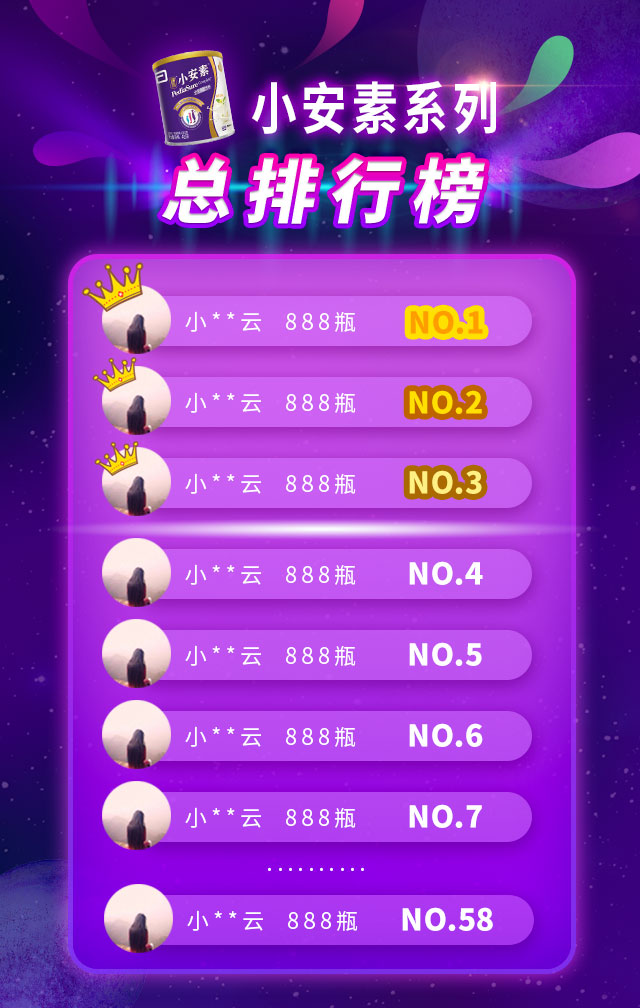 小安素
PediaSure
小安素系列
总排行榜
小**云 888瓶 NO.1
小**云 888瓶 NO.2
小**云 888瓶 NO.3
小**云 888瓶 NO.4
小**云 888瓶 NO.5
小**云 888瓶 NO.6
小**云 888瓶 NO.7
··········
小**云 888瓶 NO.58